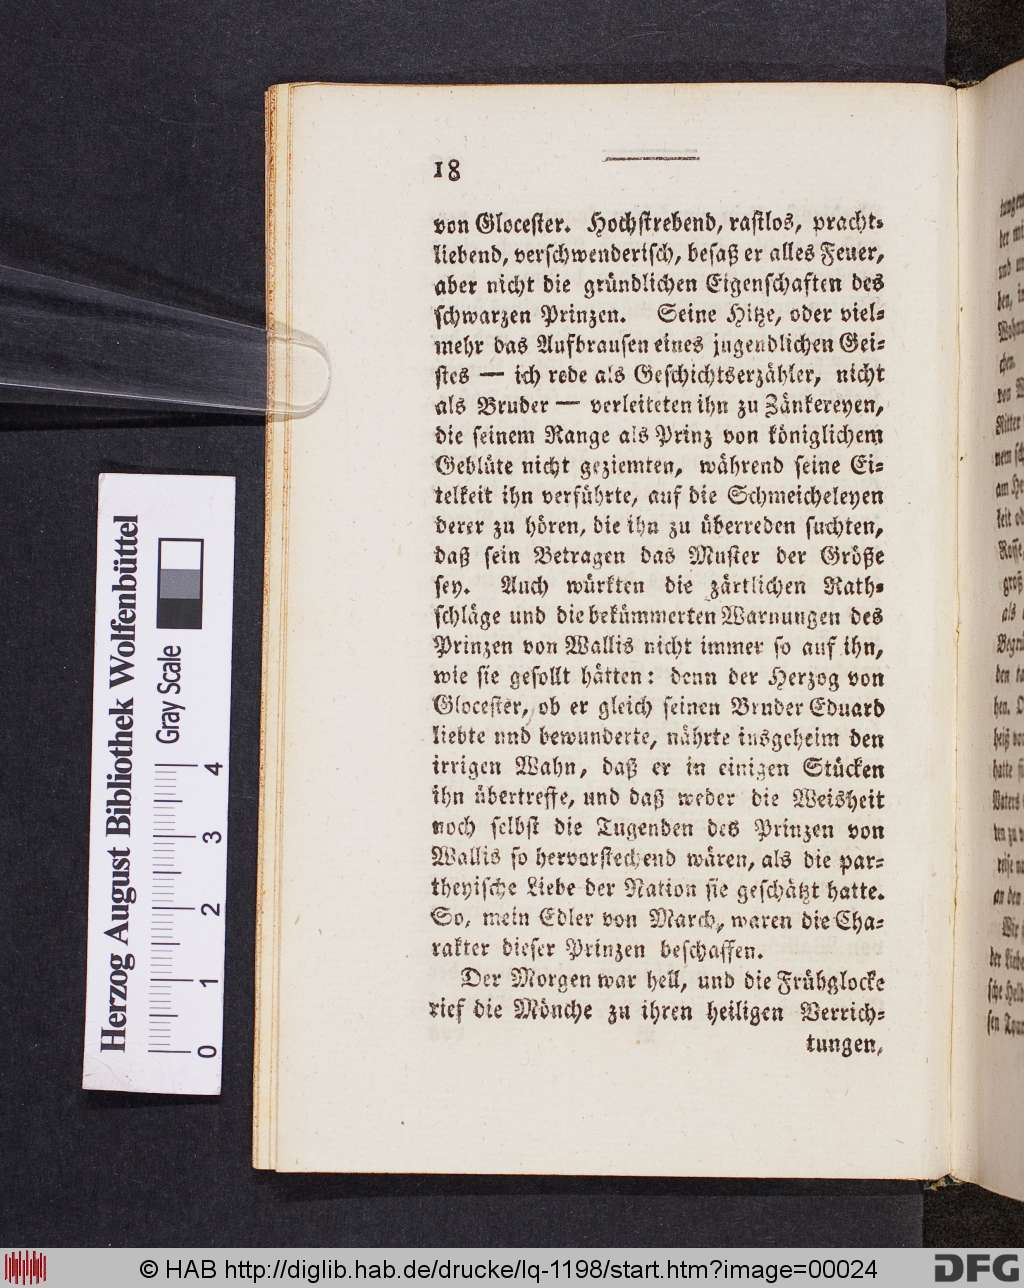 18
von Gloceſter. Hochſtrebend, raſtlos, pracht-
liebend, verſchwenderiſch, beſaß er alles Feuer,
aber nicht die gründlichen Eigenſchaften des
ſchwarzen Prinzen. Seine Hitze, oder viel-
mehr das Aufbrauſen eines jugendlichen Gei-
ſtes — ich rede als Geſchichtserzähler, nicht
als Bruder — verleiteten ihn zu Zänkereyen,
die ſeinem Range als Prinz von königlichem
Geblüte nicht geziemten, während ſeine Ei-
telkeit ihn verführte, auf die Schmeicheleyen
derer zu hören, die ihn zu überreden ſuchten,
daß ſein Betragen das Muſter der Größe
ſey. Auch würkten die zärtlichen Rath-
ſchläge und die bekümmerten Warnungen des
Prinzen von Wallis nicht immer ſo auf ihn,
wie ſie geſollt hätten: denn der Herzog von
Gloceſter, ob er gleich ſeinen Bruder Eduard
liebte und bewunderte, nährte insgeheim den
irrigen Wahn, daß er in einigen Stücken
ihn übertreffe, und daß weder die Weisheit
noch ſelbſt die Tugenden des Prinzen von
Wallis ſo hervorſtechend wären, als die par-
theyiſche Liebe der Nation ſie geſchätzt hatte.
So, mein Edler von March, waren die Cha-
rakter dieſer Prinzen beſchaffen.
Der Morgen war hell, und die Frühglocke
rief die Mönche zu ihren heiligen Verrich-
tungen,
Herzog August Bibliothek Wolfenbüttel
Gray Scale
0 1 2 3 4
© HAB http://diglib.hab.de/drucke/lq-1198/start.htm?image=00024
DFG